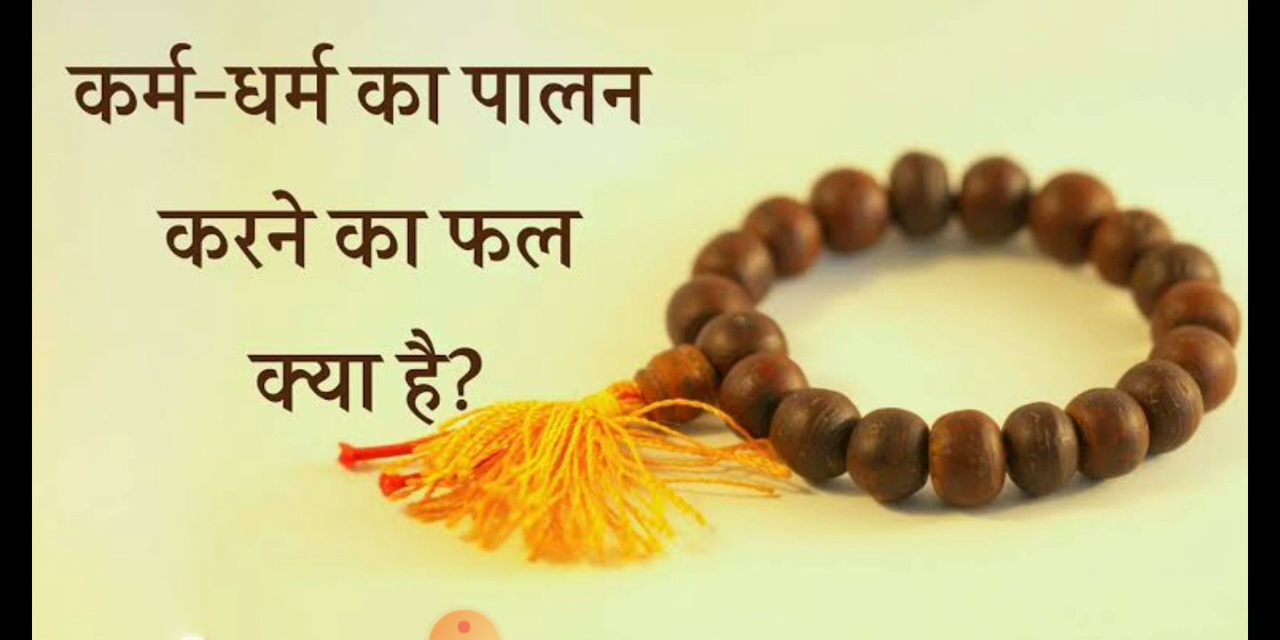 कर्म-धर्म का पालन
करने का फल
क्या है?